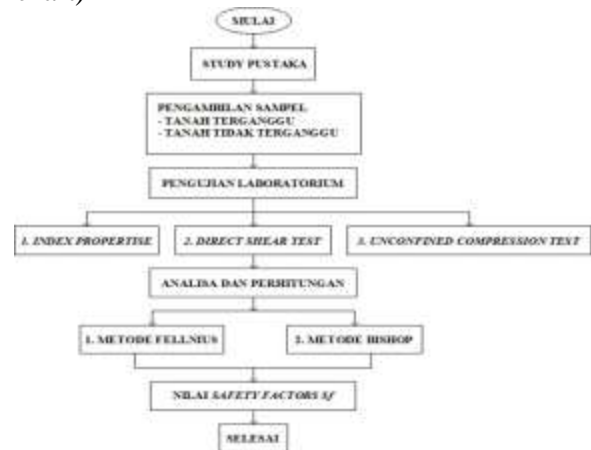 MULAI
STUDY PUSTAKA
PENGAMBILAN SAMPEL
- TANAH TERGANGGU
- TANAH TIDAK TERGANGGU
PENGUJIAN LABORATORIUM
1. INDEX PROPERTISE
2. DIRECT SHEAR TEST
3. UNCONFINED COMPRESSION TEST
ANALISA DAN PERHITUNGAN
1. METODE FELLNIUS
2. METODE BISHOP
NILAI SAFETY FACTORS Sf
SELESAI